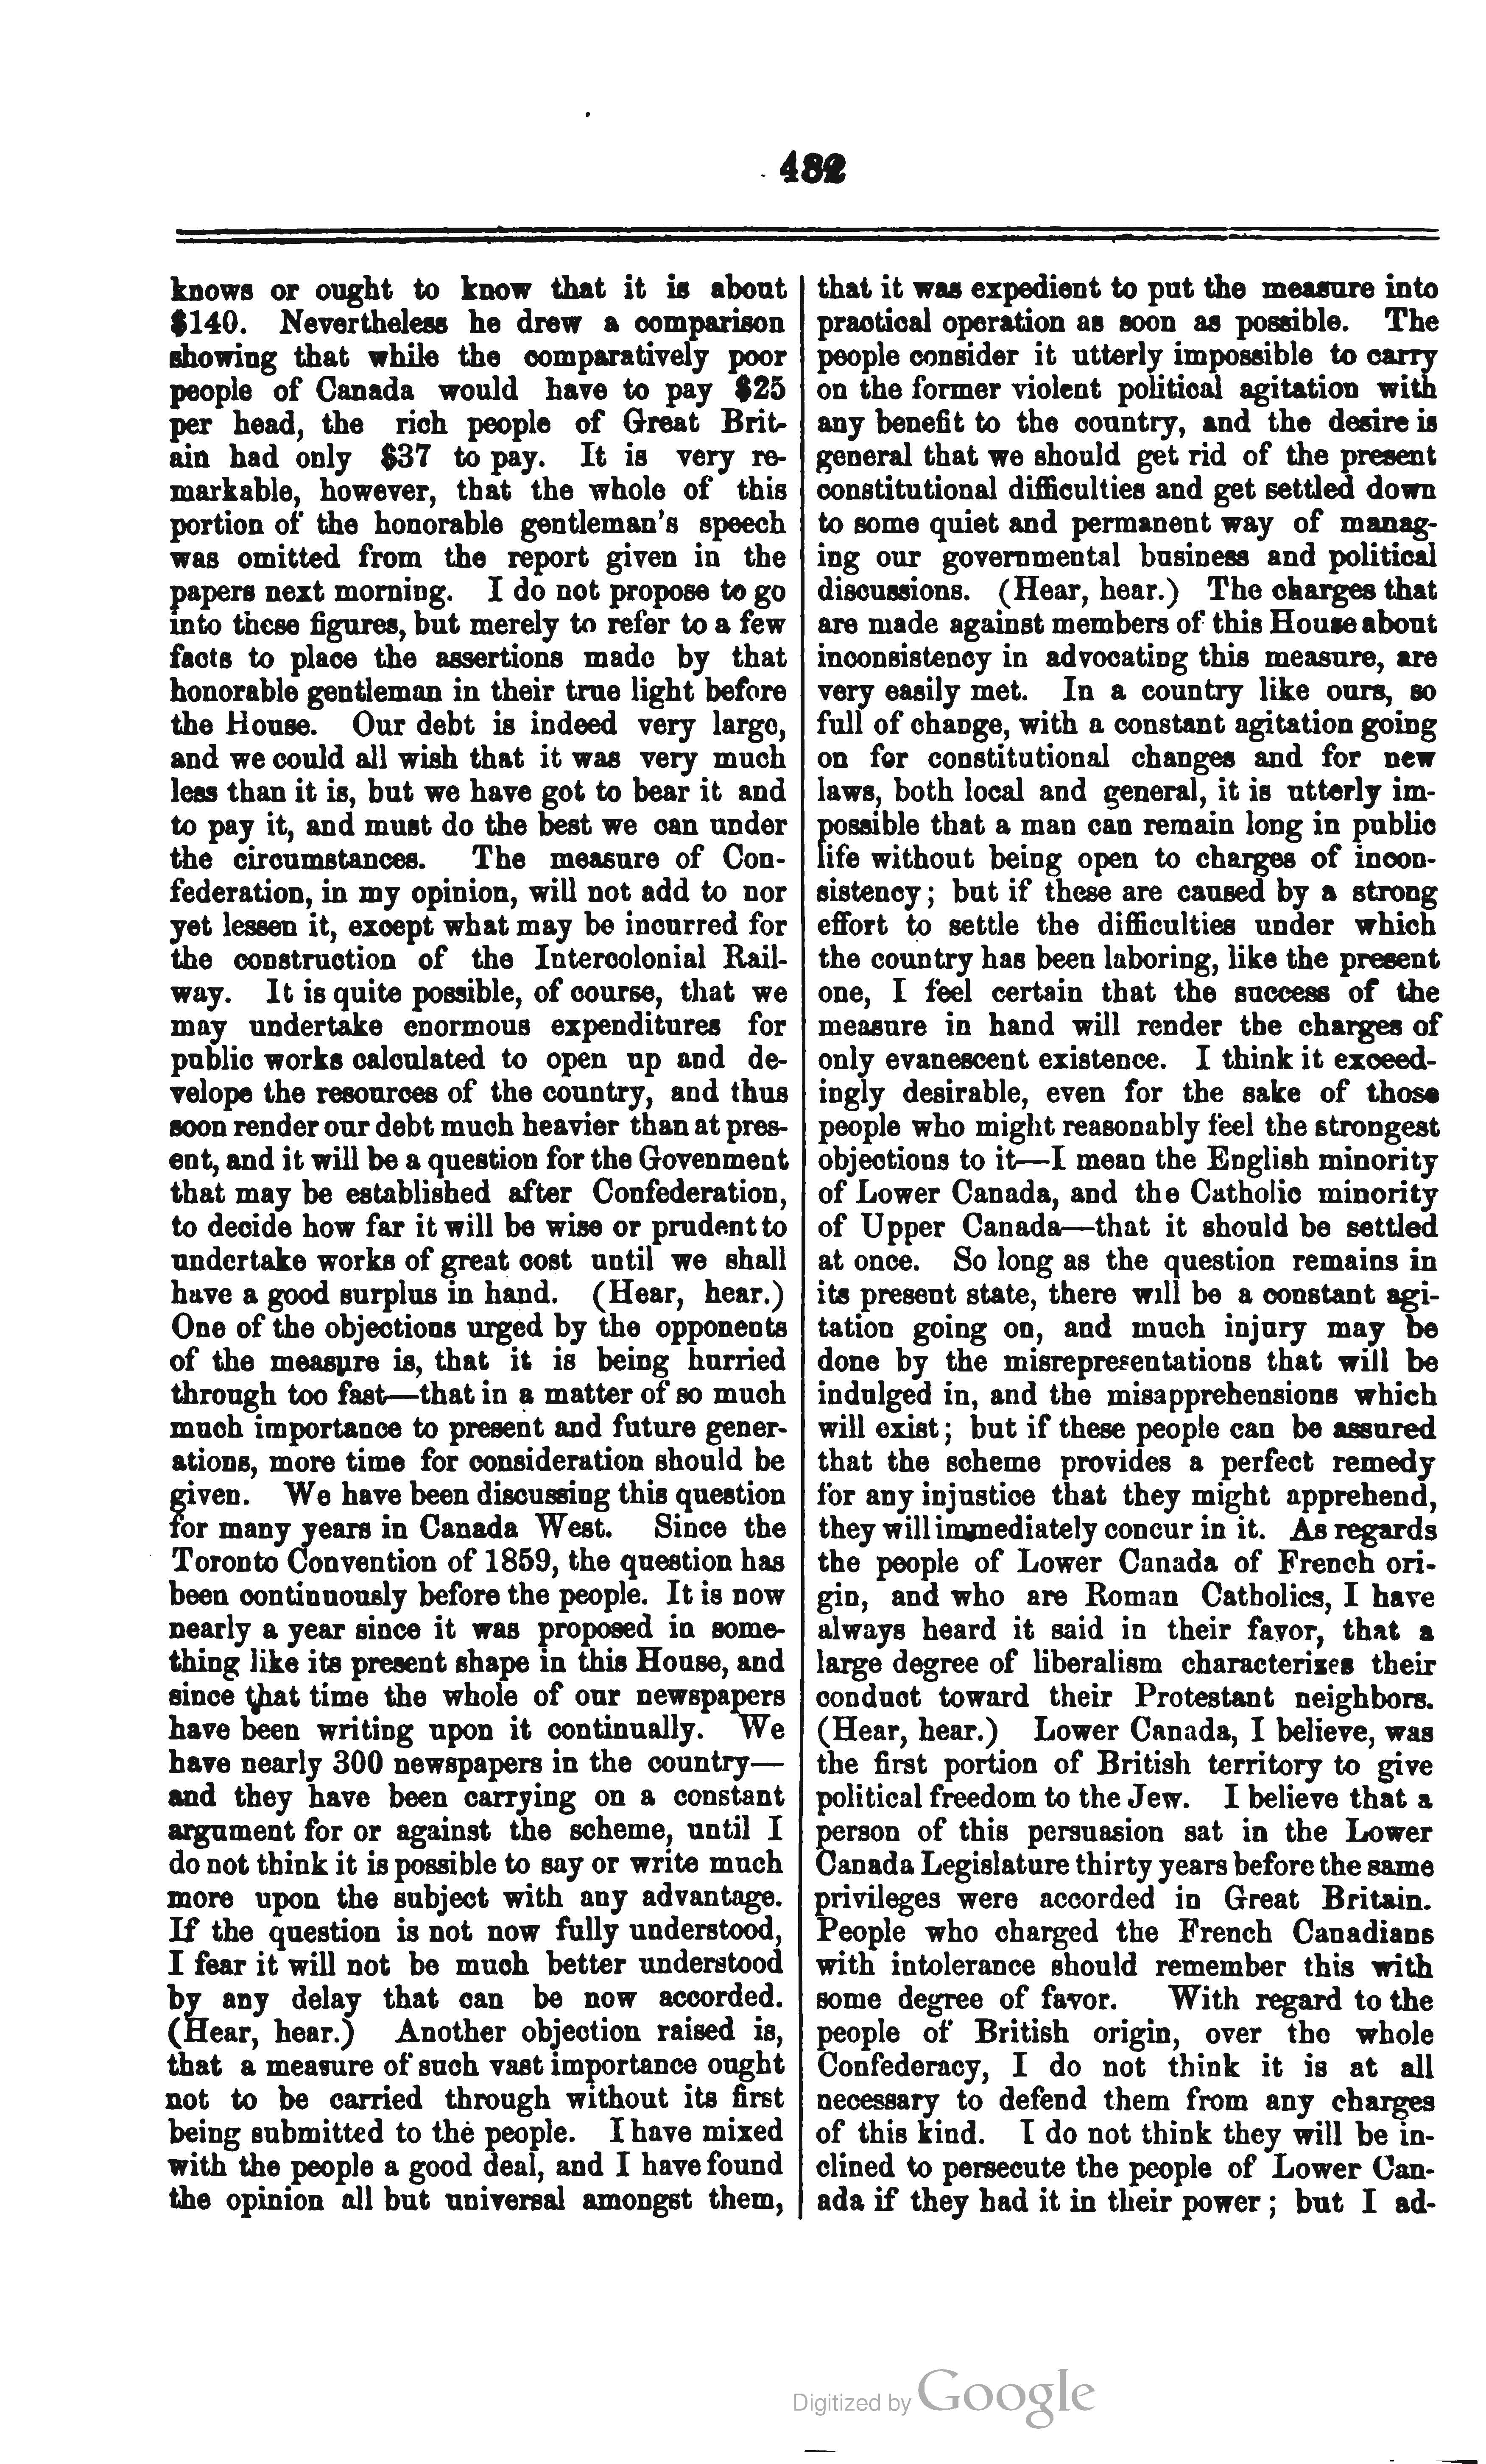 482
knows or ought to know that it is about
$140. Nevertheless he drew a comparison
showing that while the comparatively poor
people of Canada would have to pay $25
per head, the rich people of Great Brit-
ain had only $37 to pay. It is very re-
markable, however, that the whole of this
portion of the honorable gentleman's speech
was omitted from the report given in the
papers next morning. I do not propose to go
into these figures, but merely to refer to a few
facts to place the assertions made by that
honorable gentleman in their true light before
the House. Our debt is indeed very large,
and we could all wish that it was very much
less than it is, but we have got to bear it and
to pay it, and must do the best we can under
the circumstances. The measure of Con-
federation, in my opinion, will not add to nor
yet lessen it, except what may be incurred for
the construction of the Intercolonial Rail-
way. It is quite possible, of course, that we
may undertake enormous expenditures for
public works calculated to open up and de-
velope the resources of the country, and thus
soon render our debt much heavier than at pres-
ent, and it will be a question for the Govenment
that may be established after Confederation,
to decide how far it will be wise or prudent to
undertake works of great cost until we shall
have a good surplus in hand. (Hear, hear.)
One of the objections urged by the opponents
of the measure is, that it is being hurried
through too fast—that in a matter of so much
much importance to present and future gener-
ations, more time for consideration should be
given. We have been discussing this question
for many years in Canada West. Since the
Toronto Convention of 1859, the question has
been continuously before the people. It is now
nearly a year since it was proposed in some-
thing like its present shape in this House, and
since that time the whole of our newspapers
have been writing upon it continually. We
have nearly 300 newspapers in the country—
and they have been carrying on a constant
argument for or against the scheme, until I
do not think it is possible to say or write much
more upon the subject with any advantage.
If the question is not now fully understood,
I fear it will not be much better understood
by any delay that can be now accorded.
(Hear, hear.) Another objection raised is,
that a measure of such vast importance ought
not to be carried through without its first
being submitted to the people. I have mixed
with the people a good deal, and I have found
the opinion all but universal amongst them,
that it was expedient to put the measure into
practical operation as soon as possible. The
people consider it utterly impossible to carry
on the former violent political agitation with
any benefit to the country, and the desire is
general that we should get rid of the present
constitutional difficulties and get settled down
to some quiet and permanent way of manag-
ing our governmental business and political
discussions. (Hear, hear.) The charges that
are made against members of this House about
inconsistency in advocating this measure, are
very easily met. In a country like ours, so
full of change, with a constant agitation going
on for constitutional changes and for new
laws, both local and general, it is utterly im-
possible that a man can remain long in public
life without being open to charges of incon-
sistency; but if these are caused by a strong
effort to settle the difficulties under which
the country has been laboring, like the present
one, I feel certain that the success of the
measure in hand will render the charges of
only evanescent existence. I think it exceed-
ingly desirable, even for the sake of those
people who might reasonably feel the strongest
objections to it—I mean the English minority
of Lower Canada, and the Catholic minority
of Upper Canada—that it should be settled
at once. So long as the question remains in
its present state, there will be a constant agi-
tation going on, and much injury may be
done by the misrepresentations that will be
indulged in, and the misapprehensions which
will exist; but if these people can be assured
that the scheme provides a perfect remedy
for any injustice that they might apprehend,
they will immediately concur in it. As regards
the people of Lower Canada of French ori-
gin, and who are Roman Catholics, I have
always heard it said in their favor, that a
large degree of liberalism characterizes their
conduct toward their Protestant neighbors.
(Hear, hear.) Lower Canada, I believe, was
the first portion of British territory to give
political freedom to the Jew. I believe that a
person of this persuasion sat in the Lower
Canada Legislature thirty years before the same
privileges were accorded in Great Britain.
People who charged the French Canadians
with intolerance should remember this with
some degree of favor. With regard to the
people of British origin, over the whole
Confederacy, I do not think it is at all
necessary to defend them from any charges
of this kind. I do not think they will be in-
clined to persecute the people of Lower Can-
ada if they had it in their power; but I ad-
Digitized by Google